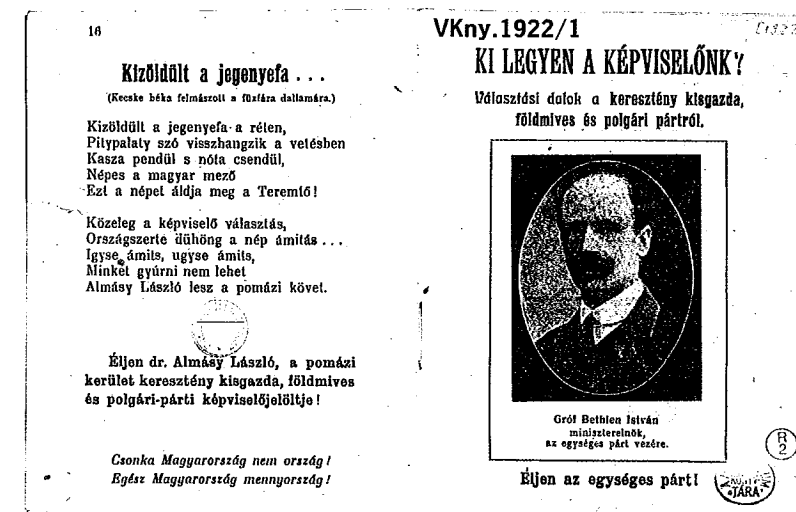 16
Kizöldült a jegenyefa . . .
(Kecske béka felmászott a fűzfára dallamára.)
Kizöldült a jegenyefa a rélen,
Pitypalaty szó visszhangzik a vetésben
Kasza pendül s nóta csendül,
Népes a magyar mező
Ezt a népet áldja meg a Teremtő!
Közeleg a képviselő választás,
Országszerte dühöng a nép ámitás . . .
Igyse ámits, ugyse ámits,
Minket gyúrni nem lehet
Almásy László lesz a pomázi követ.
Éljen dr. Almásy László, a pomázi
kerület keresztény kisgazda, földmives
és polgári-párti képviselőjelöltje!
Csonka Magyarország nem ország!
Egész Magyarország mennyország!
VKny.1922/1
KI LEGYEN A KÉPVISELŐNK?
Választási dalok a keresztény kisgazda,
földmives és polgári pártról.
Gróf Bethlen István
miniszterelnök,
az egységes párt vezére.
Éljen az egységes párt!
R
2
TÁRA